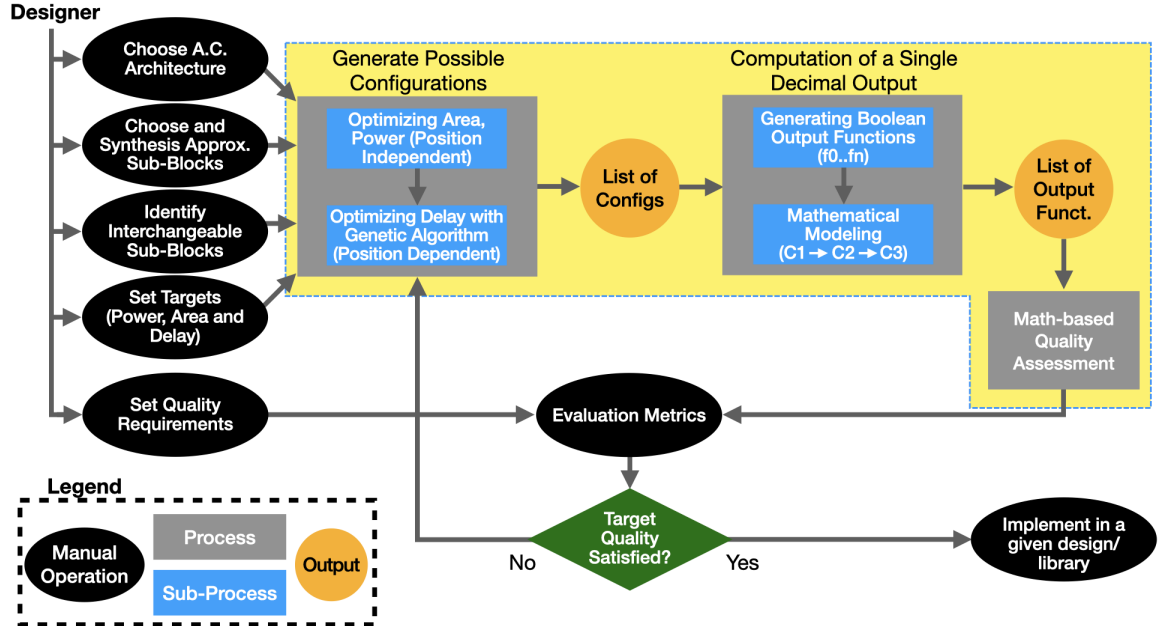 Designer
Choose A.C.
Architecture
Choose and
Synthesis Approx.
Sub-Blocks
Identify
Interchangeable
Sub-Blocks
Set Targets
(Power, Area and
Delay)
Set Quality
Requirements
Generate Possible
Configurations
Optimizing Area,
Power (Position
Independent)
Optimizing Delay with
Genetic Algorithm
(Position Dependent)
List of
Configs
Computation of a Single
Decimal Output
Generating Boolean
Output Functions
(f0..fn)
Mathematical
Modeling
(C1→C2→C3)
List of
Output
Funct.
Math-based
Quality
Assessment
Evaluation Metrics
Target
Quality
Satisfied?
No
Yes
Implement in a
given design/
library
Legend
Manual
Operation
Process
Sub-Process
Output